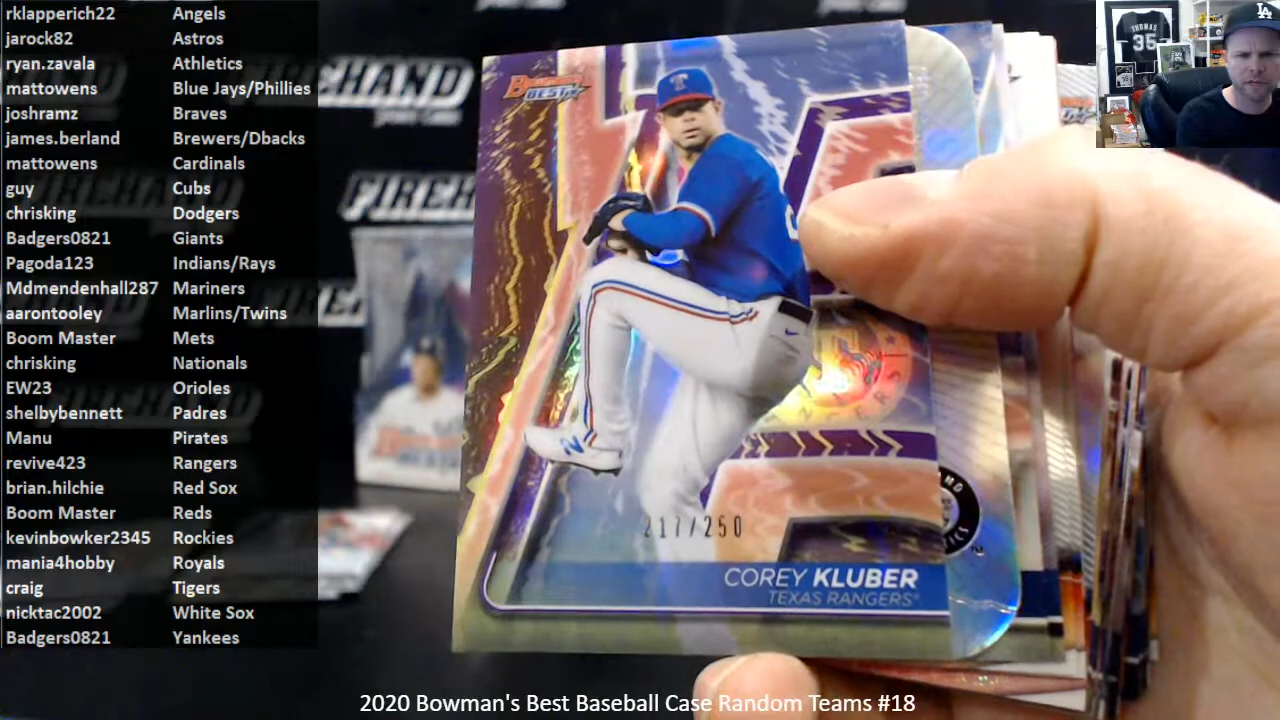 rklapperich22 Angels
jarock82 Astros
ryan.zavala Athletics
mattowens Blue Jays/Phillies
joshramz Braves
james.berland Brewers/Dbacks
mattowens Cardinals
guy Cubs
chrisking Dodgers
Badgers0821 Giants
Pagoda123 Indians/Rays
Mdmendenhall287 Mariners
aarontooley Marlins/Twins
Boom Master Mets
chrisking Nationals
EW23 Orioles
shelbybennett Padres
Manu Pirates
revive423 Rangers
brian.hilchie Red Sox
Boom Master Reds
kevinbowker2345 Rockies
mania4hobby Royals
craig Tigers
nicktac2002 White Sox
Badgers0821 Yankees
FIREHAND
BOWMAN'S BEST
T
217/250
COREY KLUBER
TEXAS RANGERS
THOMAS
35
LA
2020 Bowman's Best Baseball Case Random Teams #18